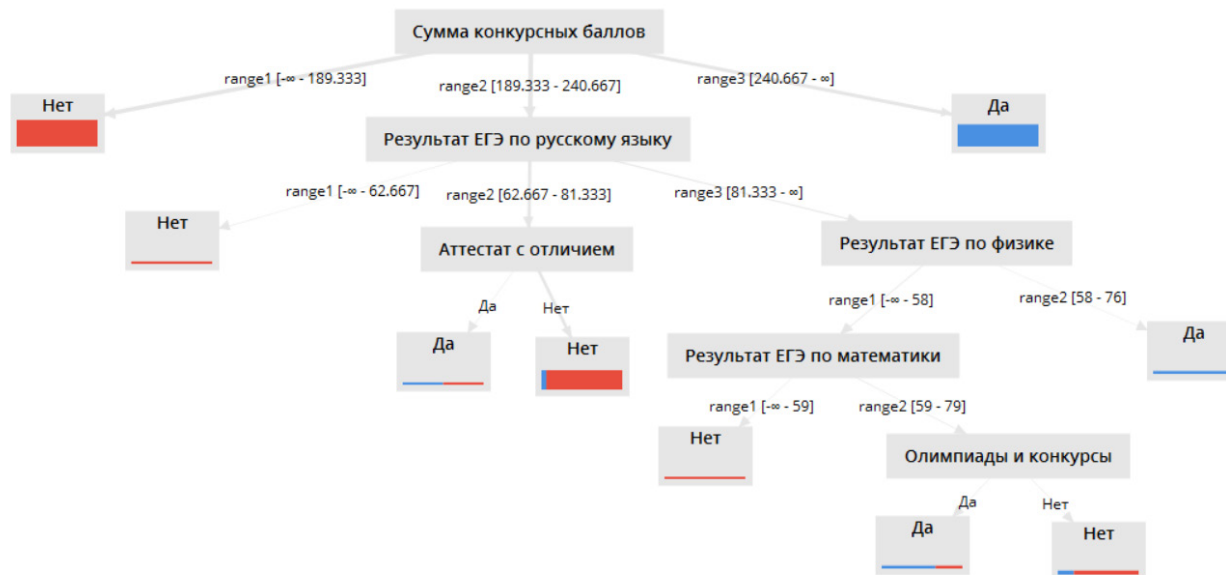 Сумма конкурсных баллов
range1 [-∞ - 189.333]
range2 [189.333 - 240.667]
range3 [240.667 - ∞]
Нет
Да
Результат ЕГЭ по русскому языку
range1 [-∞ - 62.667]
range2 [62.667 - 81.333]
range3 [81.333 - ∞]
Нет
Аттестат с отличием
Результат ЕГЭ по физике
Да
Нет
range1 [-∞ - 58]
range2 [58 - 76]
Да
Нет
Результат ЕГЭ по математики
Да
range1 [-∞ - 59]
range2 [59 - 79]
Нет
Олимпиады и конкурсы
Да
Нет
Да
Нет